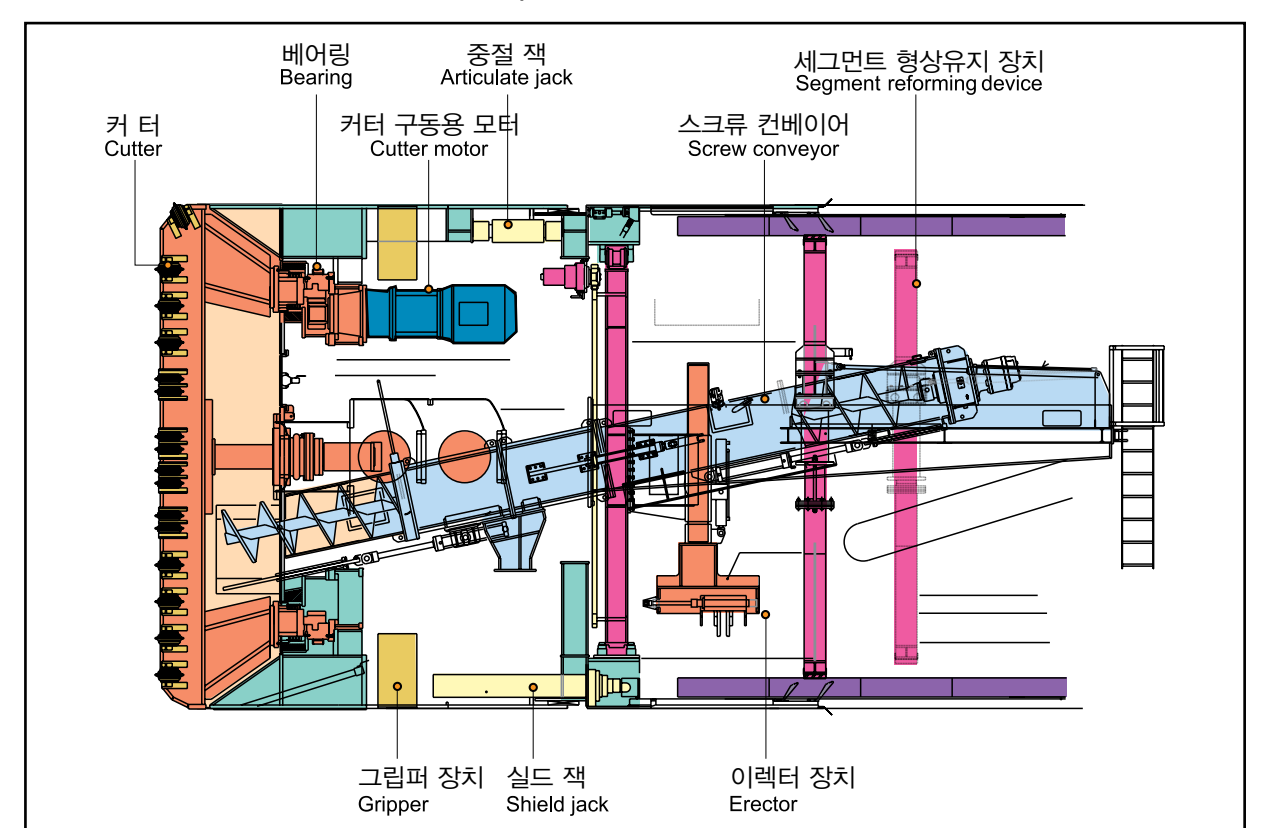 베어링
Bearing
중절 잭
Articulate jack
세그먼트 형상유지 장치
Segment reforming device
커 터
Cutter
커터 구동용 모터
Cutter motor
스크류 컨베이어
Screw conveyor
그립퍼 장치
Gripper
실드 잭
Shield jack
이렉터 장치
Erector